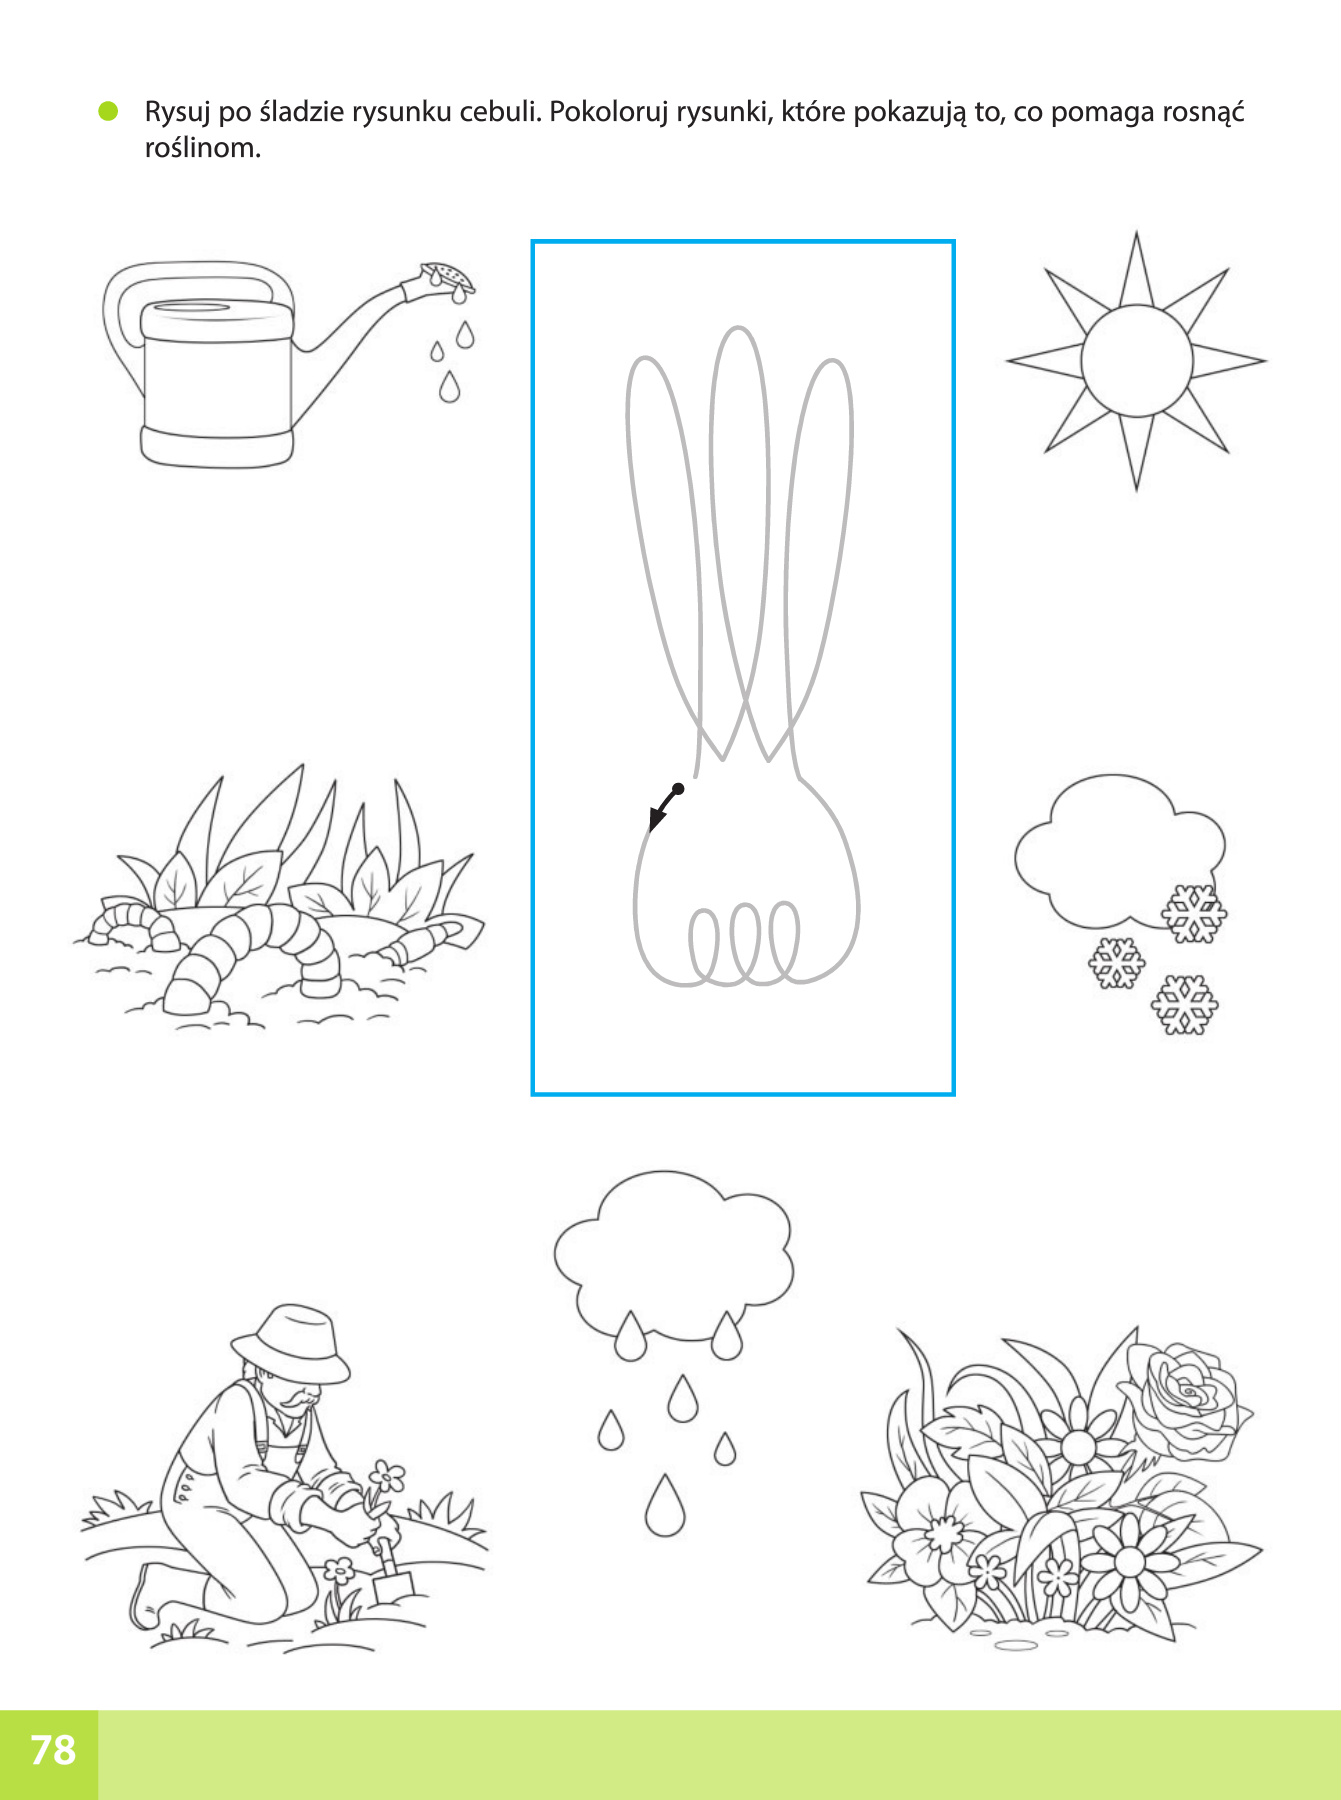 Rysuj po śladzie rysunku cebuli. Pokoloruj rysunki, które pokazują to, co pomaga rosnąć
roślinom.
78